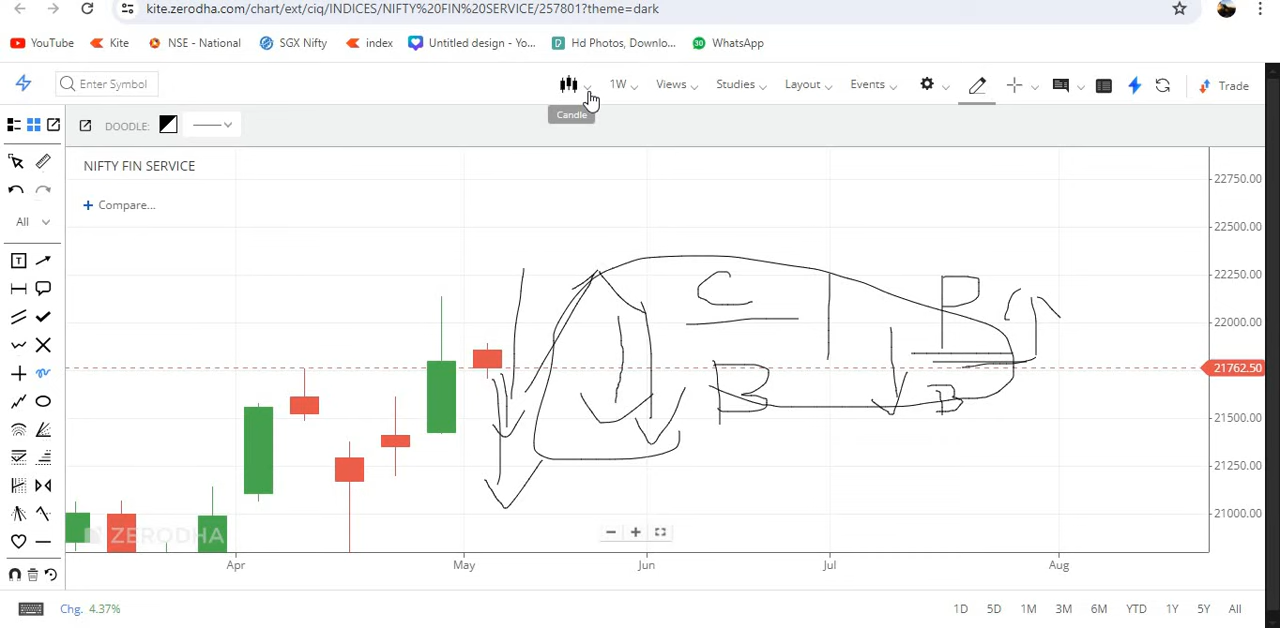 kite.zerodha.com/chart/ext/ciq/INDICES/NIFTY%20FIN%20SERVICE/257801?theme=dark
YouTube Kite NSE - National SGX Nifty index Untitled design - Yo... Hd Photos, Downlo... 30 WhatsApp
Enter Symbol 1W Views Studies Layout Events Trade
Candle
DOODLE:
NIFTY FIN SERVICE
Compare...
All
22750.00
22500.00
22250.00
22000.00
21762.50
21500.00
21250.00
21000.00
C P
B B
ZERODHA
Apr May Jun Jul Aug
Chg. 4.37% 1D 5D 1M 3M 6M YTD 1Y 5Y All